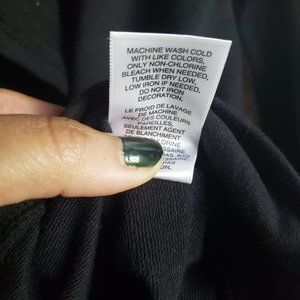 MACHINE WASH COLD
WITH LIKE COLORS,
ONLY NON-CHLORINE
BLEACH WHEN NEEDED,
TUMBLE DRY LOW,
LOW IRON IF NEEDED.
DO NOT IRON
DECORATION.
LE FROID DE LAVAGE
DE MACHINE
AVEC DES COULEURS
PAREILLES,
SEULEMENT AGENT
DE BLANCHIMENT